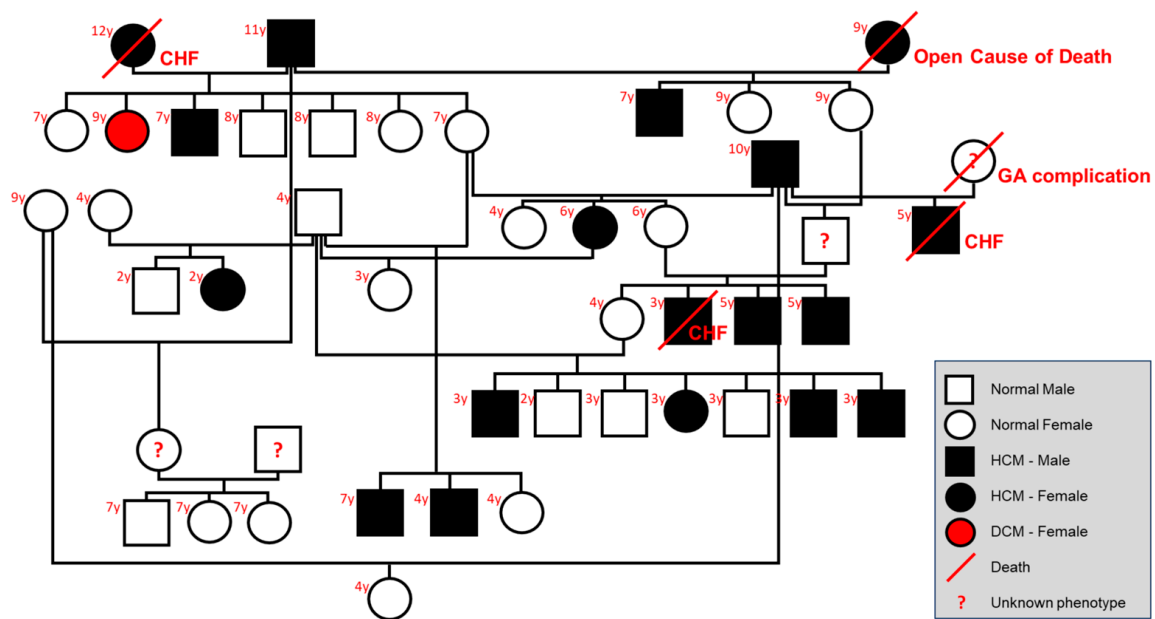 12y
CHF
11y
9y
Open Cause of Death
7y
9y
7y
8y
8y
8y
7y
7y
9y
9y
10y
?
GA complication
9y
4y
4y
4y
6y
6y
?
5y
CHF
2y
2y
3y
4y
3y
CHF
5y
5y
3y
2y
3y
3y
3y
3y
3y
?
?
7y
7y
7y
7y
4y
4y
4y
Normal Male
Normal Female
HCM - Male
HCM - Female
DCM - Female
Death
? Unknown phenotype